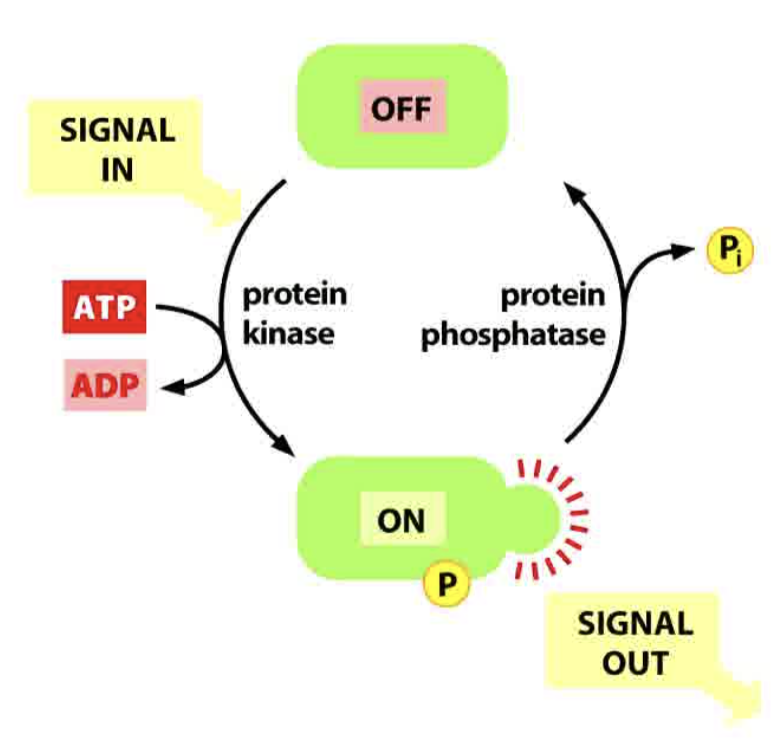 OFF
SIGNAL
IN
ATP
ADP
protein
kinase
protein
phosphatase
Pi
ON
P
SIGNAL
OUT